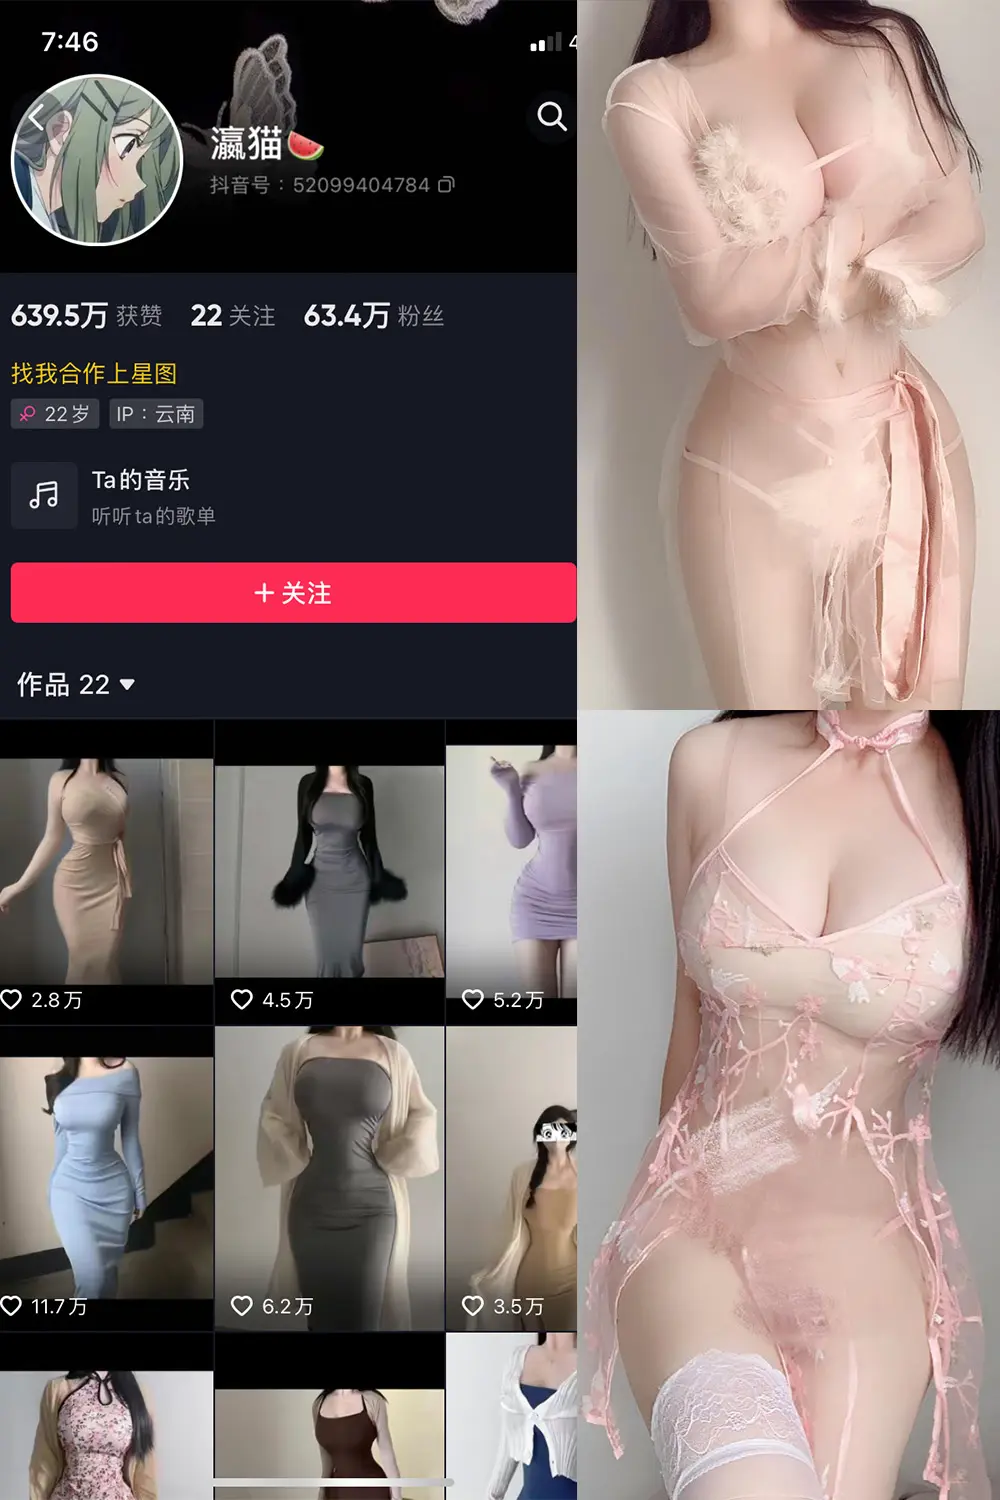 7:46
4
瀛猫🍉
抖音号：52099404784
639.5万 获赞 22 关注 63.4万 粉丝
找我合作上星图
22岁 IP：云南
Ta的音乐
听听ta的歌单
+ 关注
作品 22
2.8万 4.5万 5.2万
11.7万 6.2万 3.5万